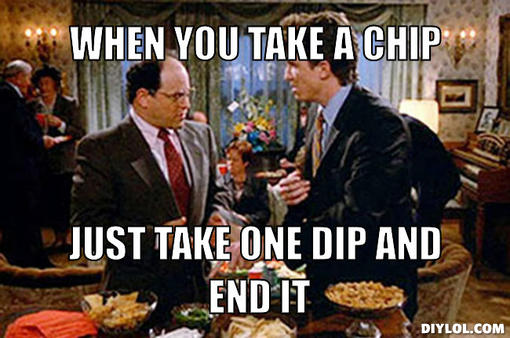 WHEN YOU TAKE A CHIP
JUST TAKE ONE DIP AND
END IT
DIYLOL.COM